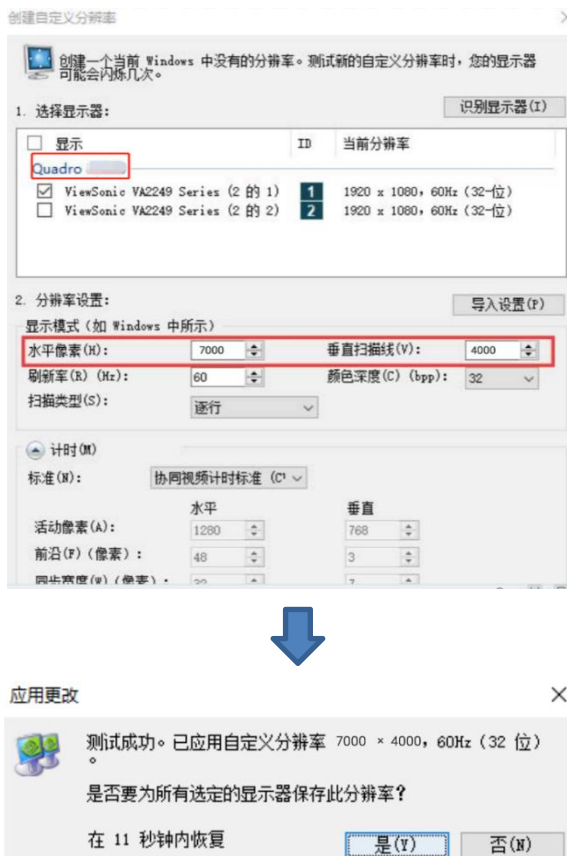 创建自定义分辨率
创建一个当前 Windows 中没有的分辨率。测试新的自定义分辨率时，您的显示器
可能会闪烁几次。
1. 选择显示器：
识别显示器(I)
显示 ID 当前分辨率
Quadro
ViewSonic VA2249 Series (2 的 1) 1 1920 x 1080，60Hz (32-位)
ViewSonic VA2249 Series (2 的 2) 2 1920 x 1080，60Hz (32-位)
2. 分辨率设置：
导入设置(P)
显示模式（如 Windows 中所示）
水平像素(H)： 7000 垂直扫描线(V)： 4000
刷新率(R) (Hz)： 60 颜色深度(C) (bpp)： 32
扫描类型(S)： 逐行
计时(M)
标准(N)： 协同视频计时标准 (C
水平 垂直
活动像素(A)： 1280 768
前沿(F)（像素）： 48 3
同步宽度(W)（像素）： 32 7
应用更改
测试成功。已应用自定义分辨率 7000 × 4000，60Hz（32 位）
。
是否要为所有选定的显示器保存此分辨率？
在 11 秒钟内恢复
是(Y) 否(N)